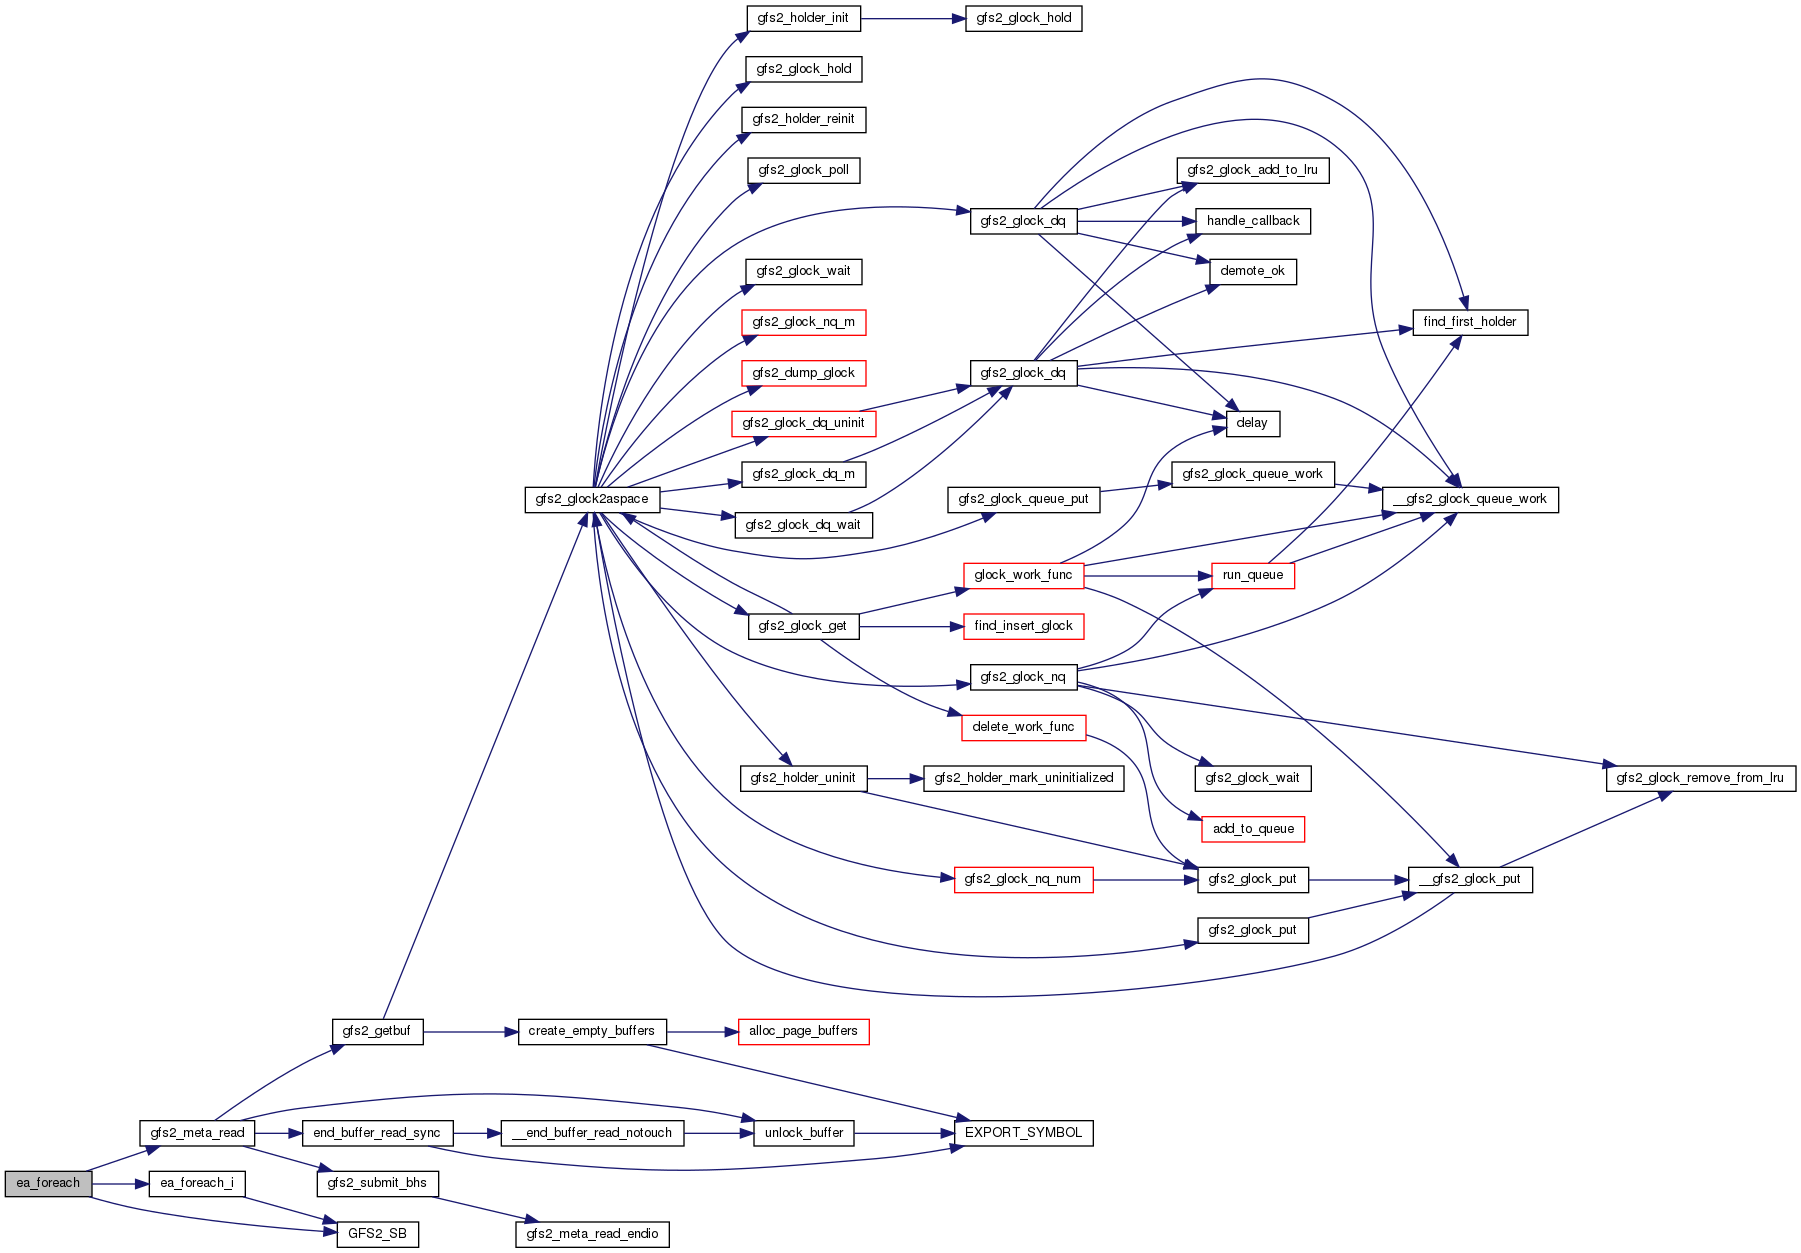 gfs2_holder_init
gfs2_glock_hold
gfs2_glock_hold
gfs2_holder_reinit
gfs2_glock_poll
gfs2_glock_add_to_lru
gfs2_glock_dq
handle_callback
gfs2_glock_wait
demote_ok
gfs2_glock_nq_m
find_first_holder
gfs2_dump_glock
gfs2_glock_dq
gfs2_glock_dq_uninit
delay
gfs2_glock_dq_m
gfs2_glock_queue_work
gfs2_glock2aspace
gfs2_glock_queue_put
__gfs2_glock_queue_work
gfs2_glock_dq_wait
glock_work_func
run_queue
gfs2_glock_get
find_insert_glock
gfs2_glock_nq
delete_work_func
gfs2_holder_uninit
gfs2_holder_mark_uninitialized
gfs2_glock_wait
gfs2_glock_remove_from_lru
add_to_queue
gfs2_glock_nq_num
gfs2_glock_put
__gfs2_glock_put
gfs2_glock_put
gfs2_getbuf
create_empty_buffers
alloc_page_buffers
gfs2_meta_read
end_buffer_read_sync
__end_buffer_read_notouch
unlock_buffer
EXPORT_SYMBOL
ea_foreach
ea_foreach_i
gfs2_submit_bhs
GFS2_SB
gfs2_meta_read_endio